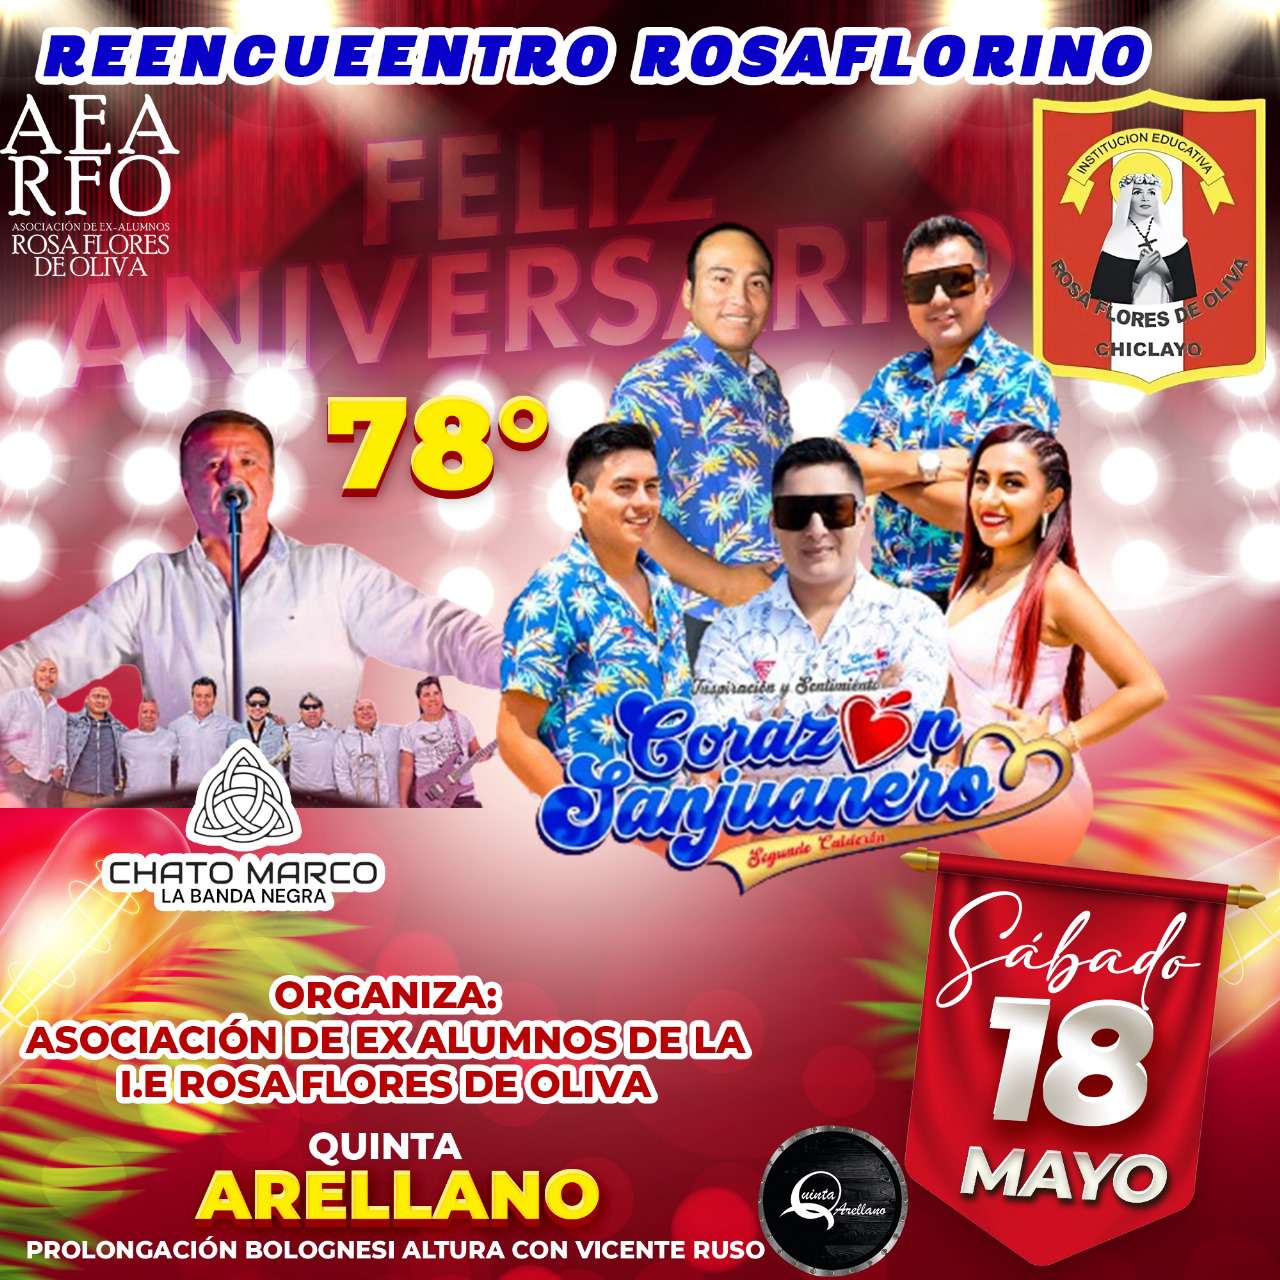 REENCUEENTRO ROSAFLORINO
AEA
RFO
ASOCIACIÓN DE EX-ALUMNOS
ROSA FLORES
DE OLIVA
FELIZ
ANIVERSARIO
78°
INSTITUCION EDUCATIVA
ROSA FLORES DE OLIVA
CHICLAYO
Inspiración y Sentimiento
Corazón
Sanjuanero
Segundo Calderón
CHATO MARCO
LA BANDA NEGRA
Sábado
18
MAYO
ORGANIZA:
ASOCIACIÓN DE EX ALUMNOS DE LA
I.E ROSA FLORES DE OLIVA
QUINTA
ARELLANO
PROLONGACIÓN BOLOGNESI ALTURA CON VICENTE RUSO
Quinta
Arellano